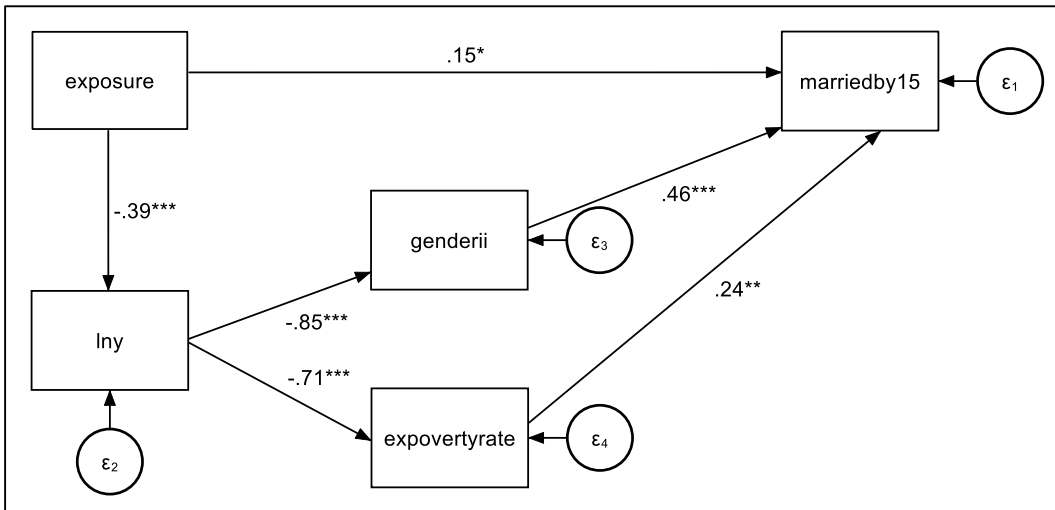 .15*
exposure
marriedby15
ε1
-.39***
.46***
genderii
ε3
.24**
-.85***
lny
-.71***
expovertyrate
ε4
ε2